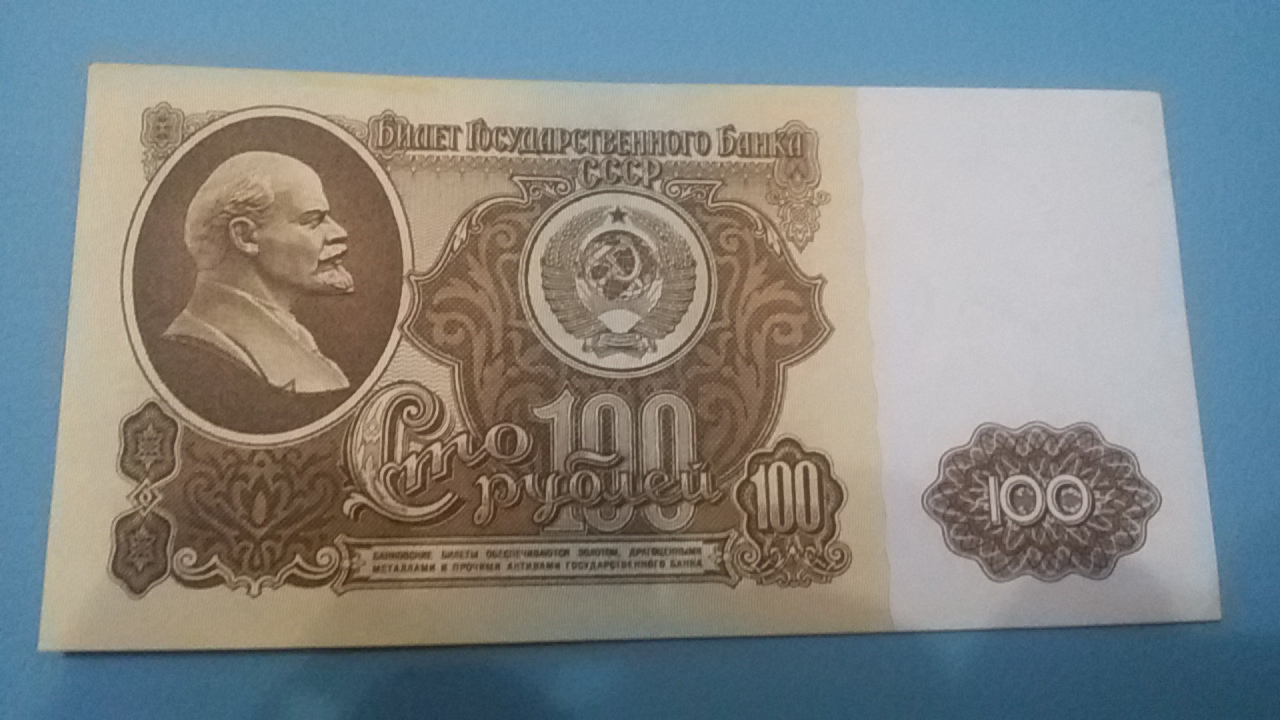 Билет Государственного Банка
СССР
100
Сто
рублей
100
100
БАНКОВСКИЕ БИЛЕТЫ ОБЕСПЕЧИВАЮТСЯ ЗОЛОТОМ, ДРАГОЦЕННЫМИ
МЕТАЛЛАМИ И ПРОЧИМИ АКТИВАМИ ГОСУДАРСТВЕННОГО БАНКА